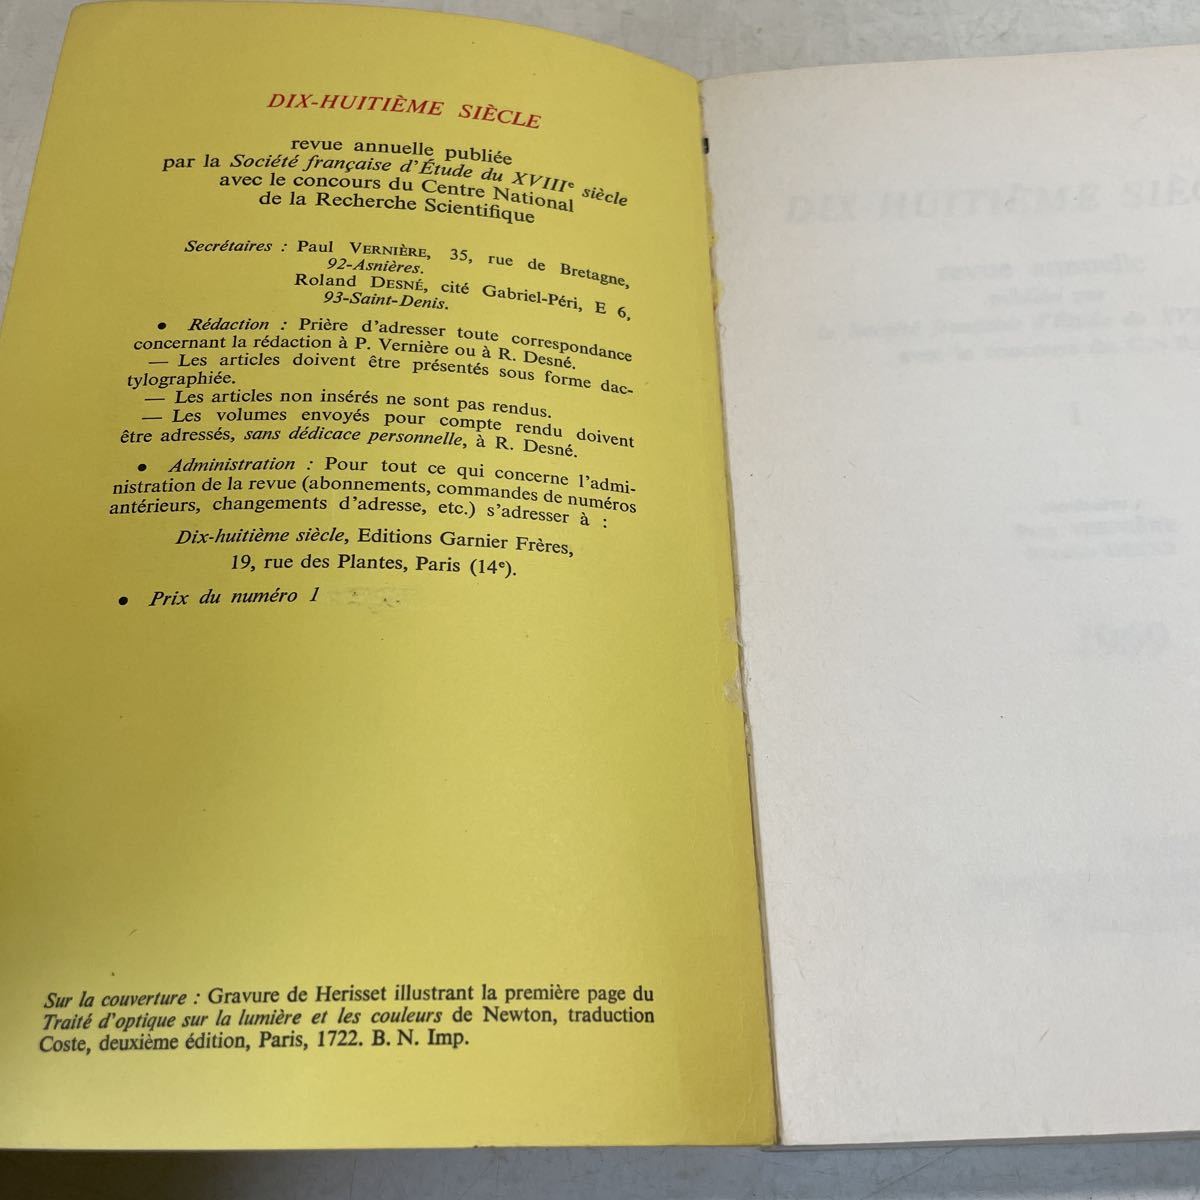 DIX-HUITIÈME SIÈCLE
revue annuelle publiée
par la Société française d'Étude du XVIIIe siècle
avec le concours du Centre National
de la Recherche Scientifique
Secrétaires : Paul VERNIÈRE, 35, rue de Bretagne,
92-Asnières.
Roland DESNÉ, cité Gabriel-Péri, E 6,
93-Saint-Denis.
• Rédaction : Prière d'adresser toute correspondance
concernant la rédaction à P. Vernière ou à R. Desné.
— Les articles doivent être présentés sous forme dac-
tylographiée.
— Les articles non insérés ne sont pas rendus.
— Les volumes envoyés pour compte rendu doivent
être adressés, sans dédicace personnelle, à R. Desné.
• Administration : Pour tout ce qui concerne l'admi-
nistration de la revue (abonnements, commandes de numéros
antérieurs, changements d'adresse, etc.) s'adresser à :
Dix-huitième siècle, Editions Garnier Frères,
19, rue des Plantes, Paris (14e).
• Prix du numéro 1
Sur la couverture : Gravure de Herisset illustrant la première page du
Traité d'optique sur la lumière et les couleurs de Newton, traduction
Coste, deuxième édition, Paris, 1722. B. N. Imp.
DIX HUITIÈME SIÈ
revue annuelle
1
1969